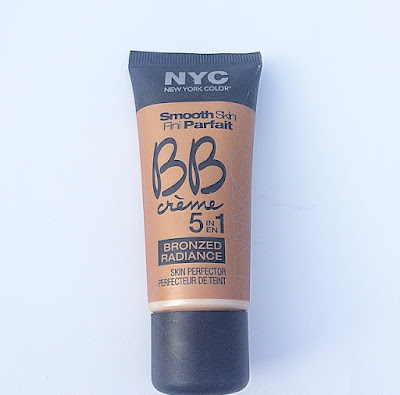 NYC
NEW YORK COLOR®
Smooth Skin
Fini Parfait
BB
crème
5 IN EN 1
BRONZED
RADIANCE
SKIN PERFECTOR
PERFECTEUR DE TEINT